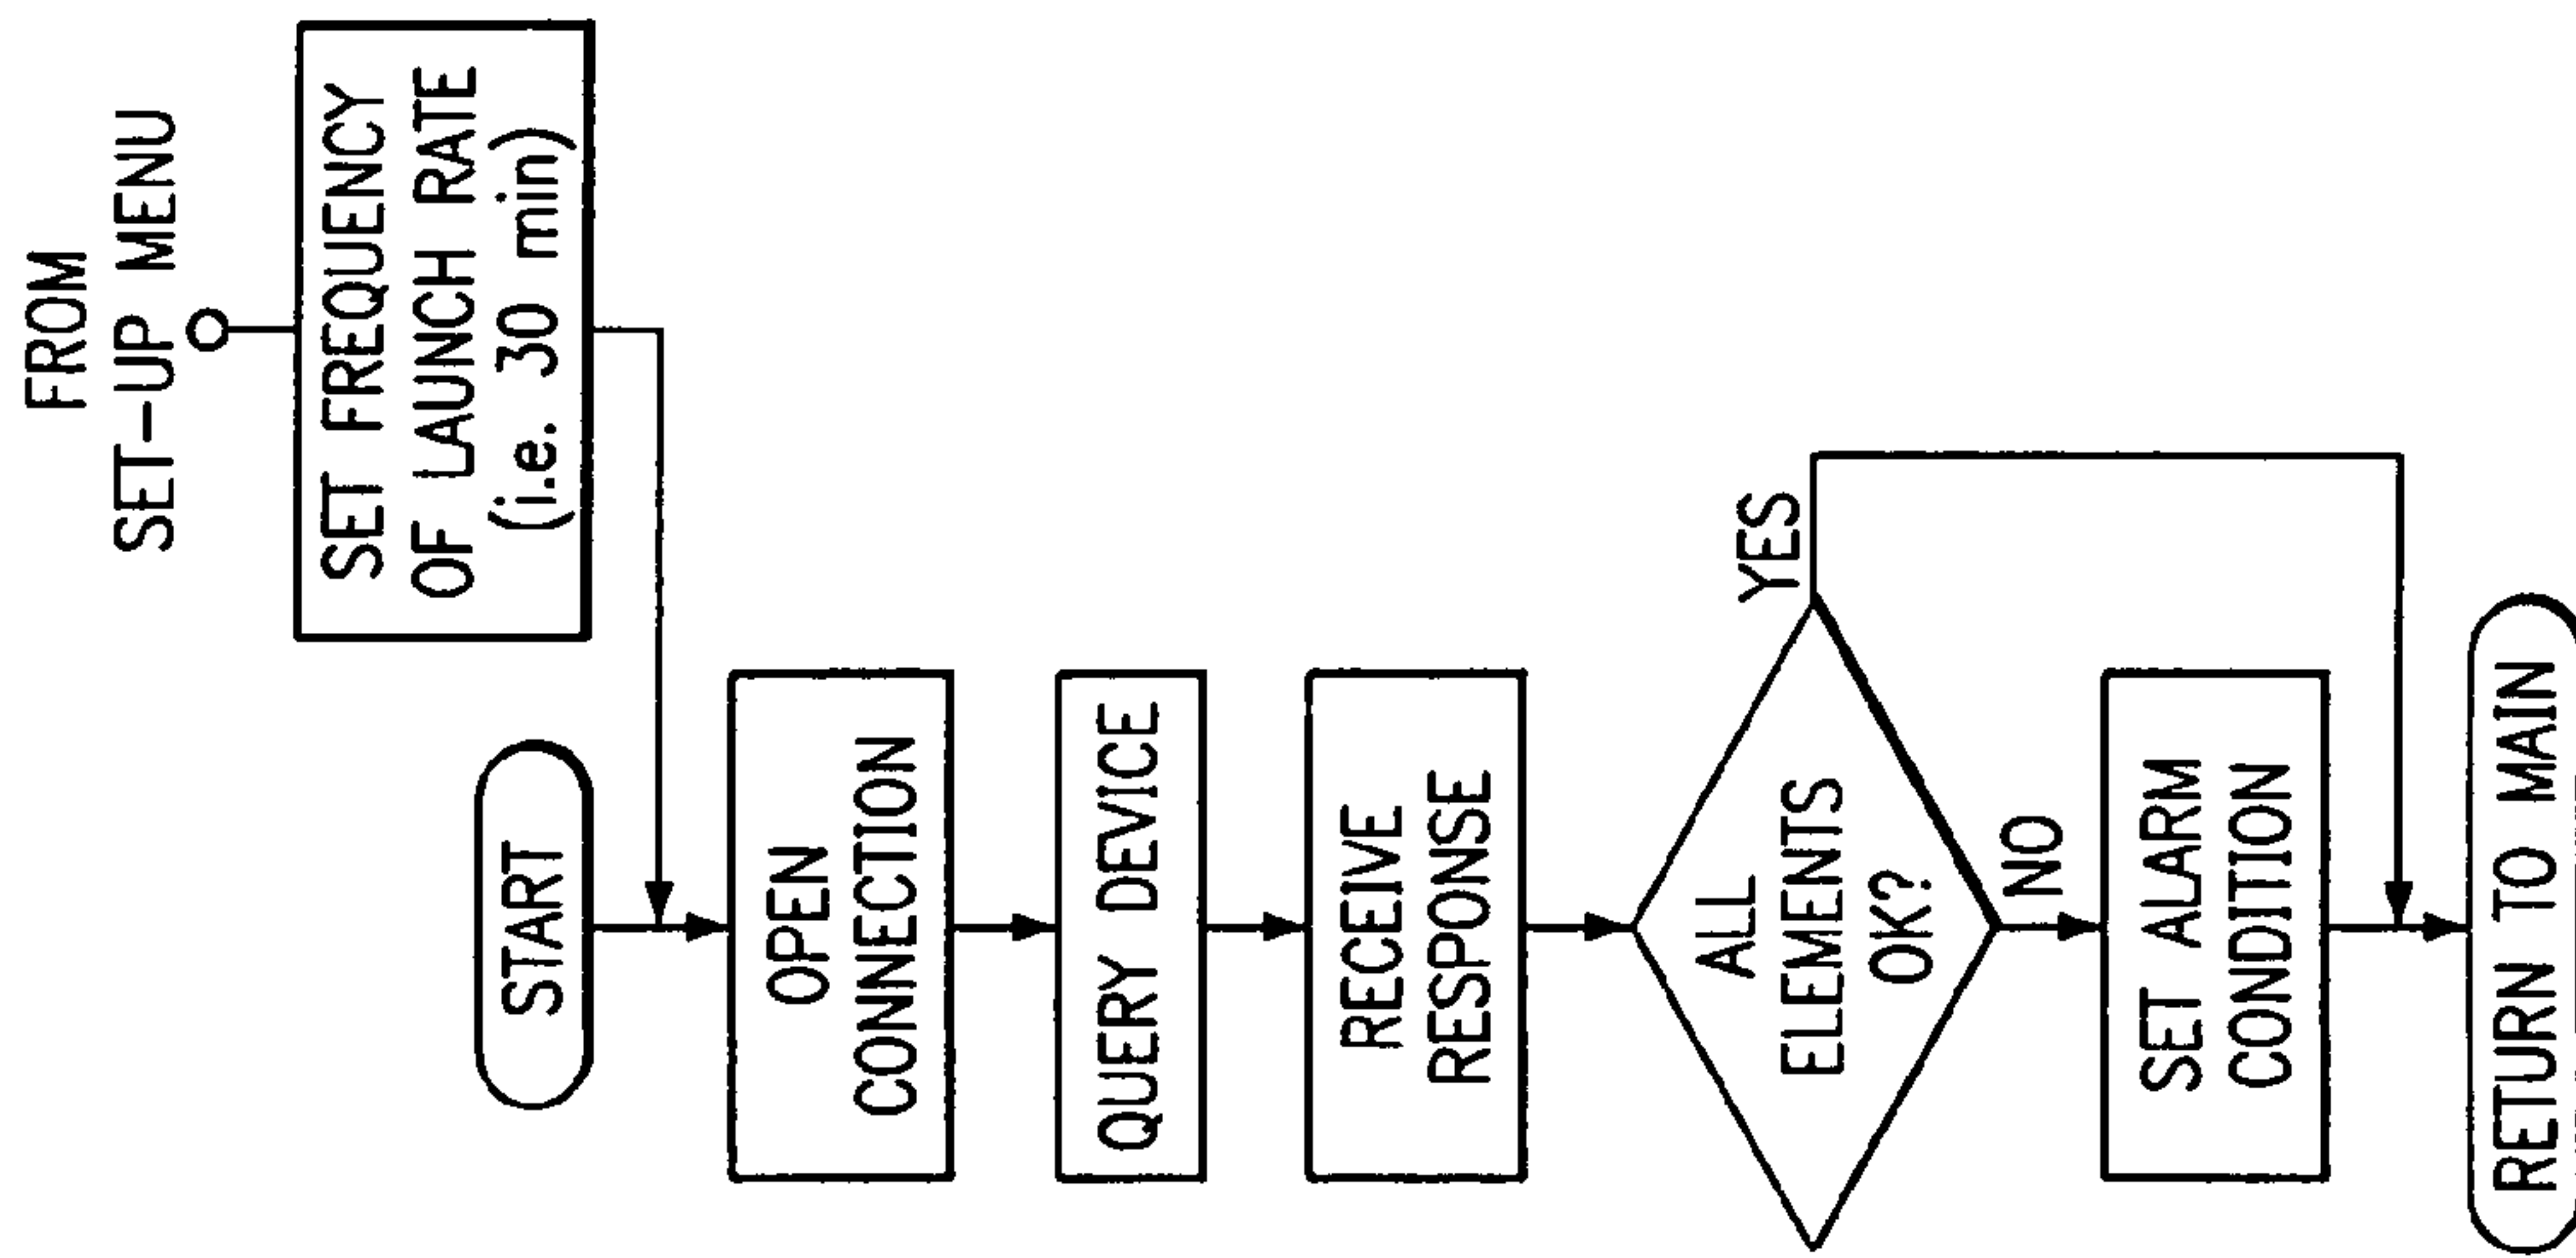 FROM
SET-UP MENU
SET FREQUENCY
OF LAUNCH RATE
(i.e. 30 min)
START
OPEN
CONNECTION
QUERY DEVICE
RECEIVE
RESPONSE
ALL
ELEMENTS
OK?
YES
NO
SET ALARM
CONDITION
RETURN TO MAIN